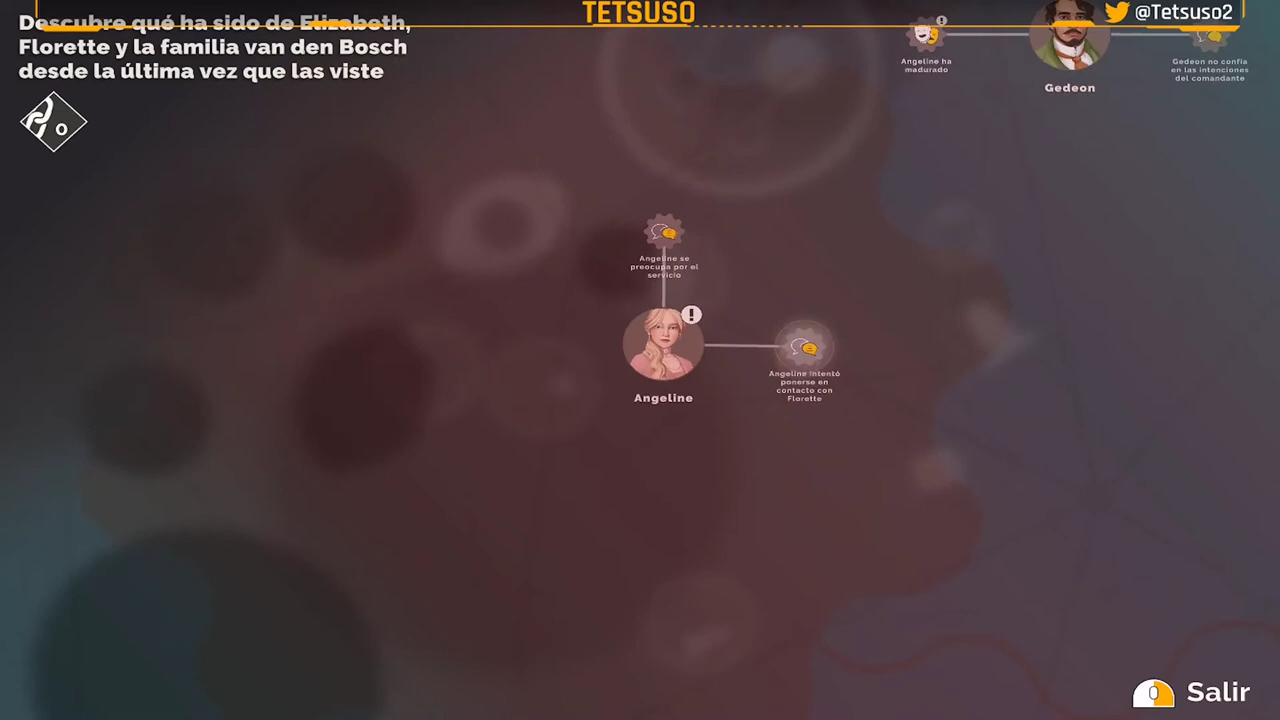 TETSUSO
@Tetsuso2
Descubre qué ha sido de Elizabeth,
Florette y la familia van den Bosch
desde la última vez que las viste
0
Angeline ha
madurado
Gedeon
Gedeon no confía
en las intenciones
del comandante
Angeline se
preocupa por el
servicio
!
Angeline
Angeline intentó
ponerse en
contacto con
Florette
Salir